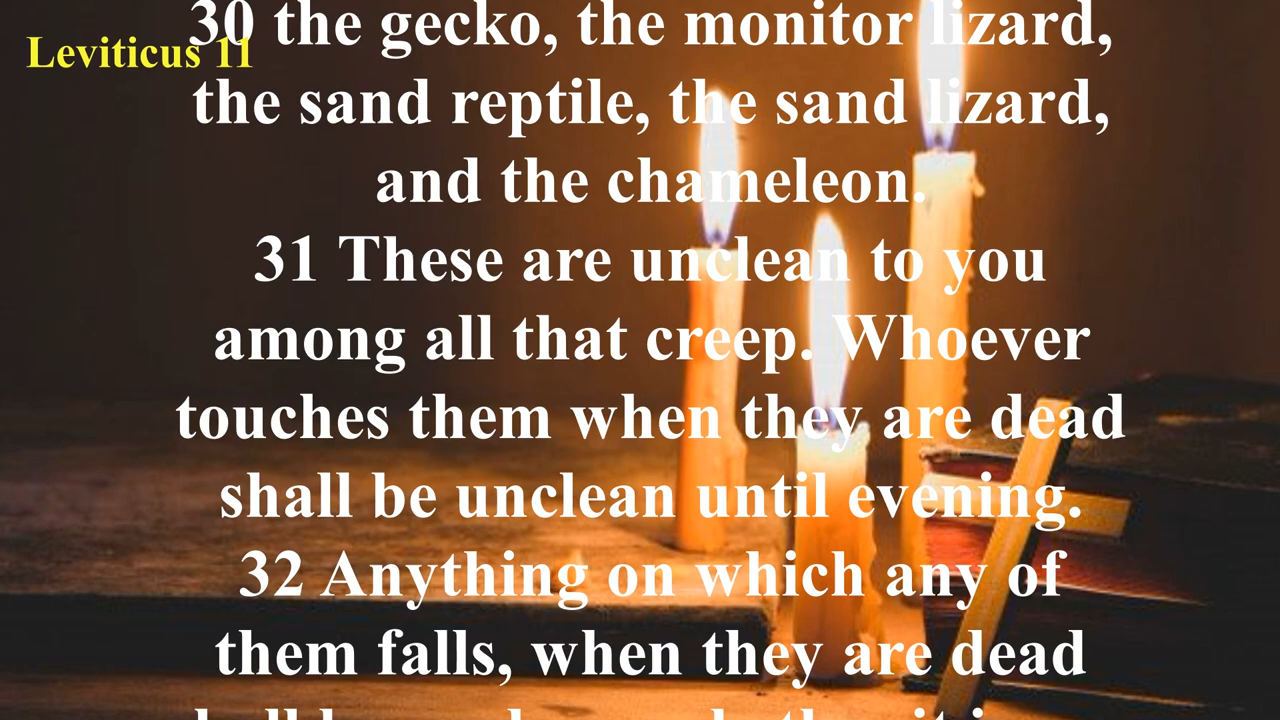 Leviticus 11
30 the gecko, the monitor lizard,
the sand reptile, the sand lizard,
and the chameleon.
31 These are unclean to you
among all that creep. Whoever
touches them when they are dead
shall be unclean until evening.
32 Anything on which any of
them falls, when they are dead